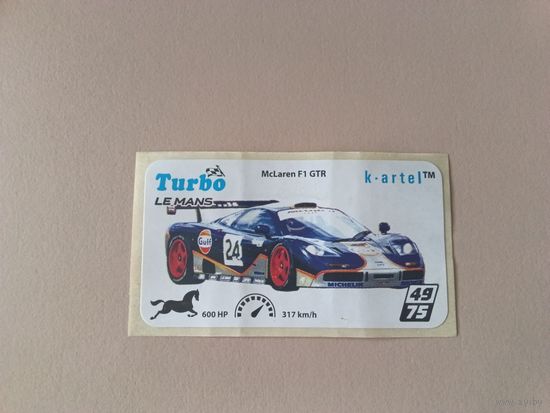 Turbo
LE MANS
McLaren F1 GTR
k·artel™
Gulf
24
MICHELIN
600 HP
317 km/h
49
75